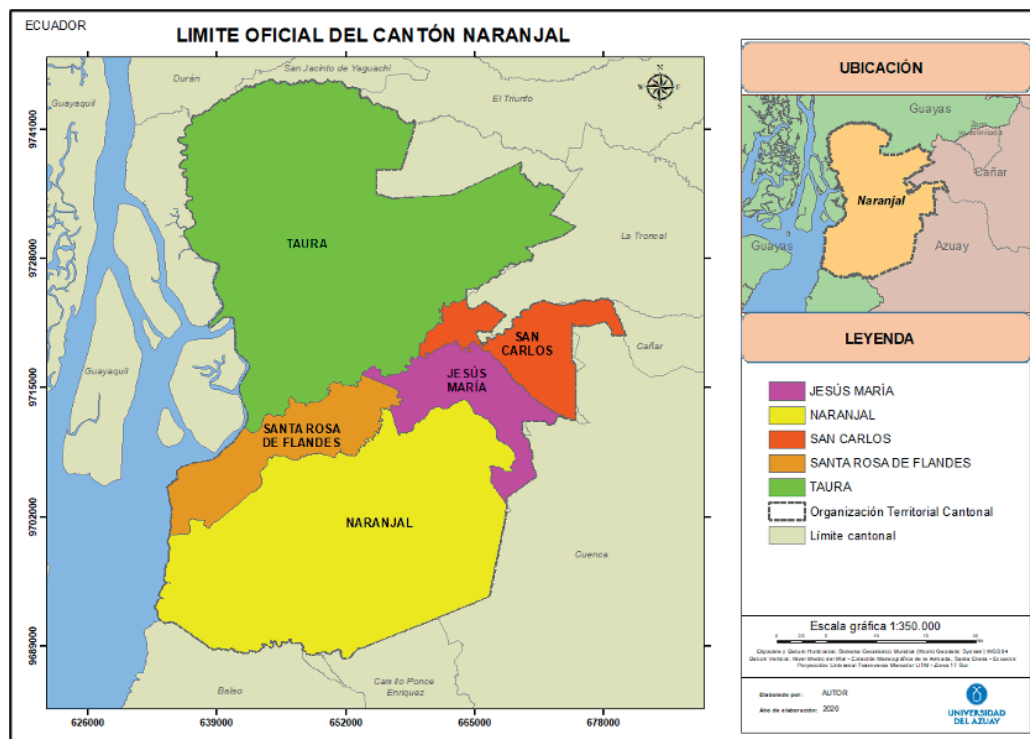 ECUADOR
LIMITE OFICIAL DEL CANTÓN NARANJAL
Durán
San Jacinto de Yaguachi
Guayaquil
El Triunfo
N
W
E
S
TAURA
La Troncal
SAN
CARLOS
Cañar
JESÚS
MARÍA
Guayaquil
SANTA ROSA
DE FLANDES
NARANJAL
Cuenca
Balao
Camilo Ponce
Enriquez
9741000
9728000
9715000
9702000
9689000
626000
639000
652000
665000
678000
UBICACIÓN
Guayas
Cañar
Naranjal
Guayas
Azuay
LEYENDA
JESÚS MARÍA
NARANJAL
SAN CARLOS
SANTA ROSA DE FLANDES
TAURA
Organización Territorial Cantonal
Límite cantonal
Escala gráfica 1:350.000
Elaborado por: AUTOR
Año de elaboración: 2020
UNIVERSIDAD
DEL AZUAY